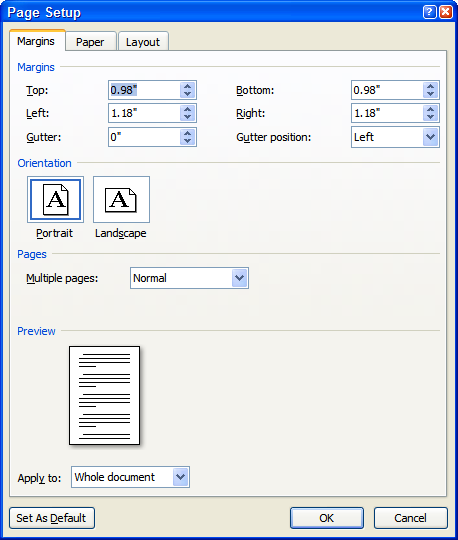 Page Setup
Margins Paper Layout
Margins
Top: 0.98" Bottom: 0.98"
Left: 1.18" Right: 1.18"
Gutter: 0" Gutter position: Left
Orientation
A A
Portrait Landscape
Pages
Multiple pages: Normal
Preview
Apply to: Whole document
Set As Default OK Cancel